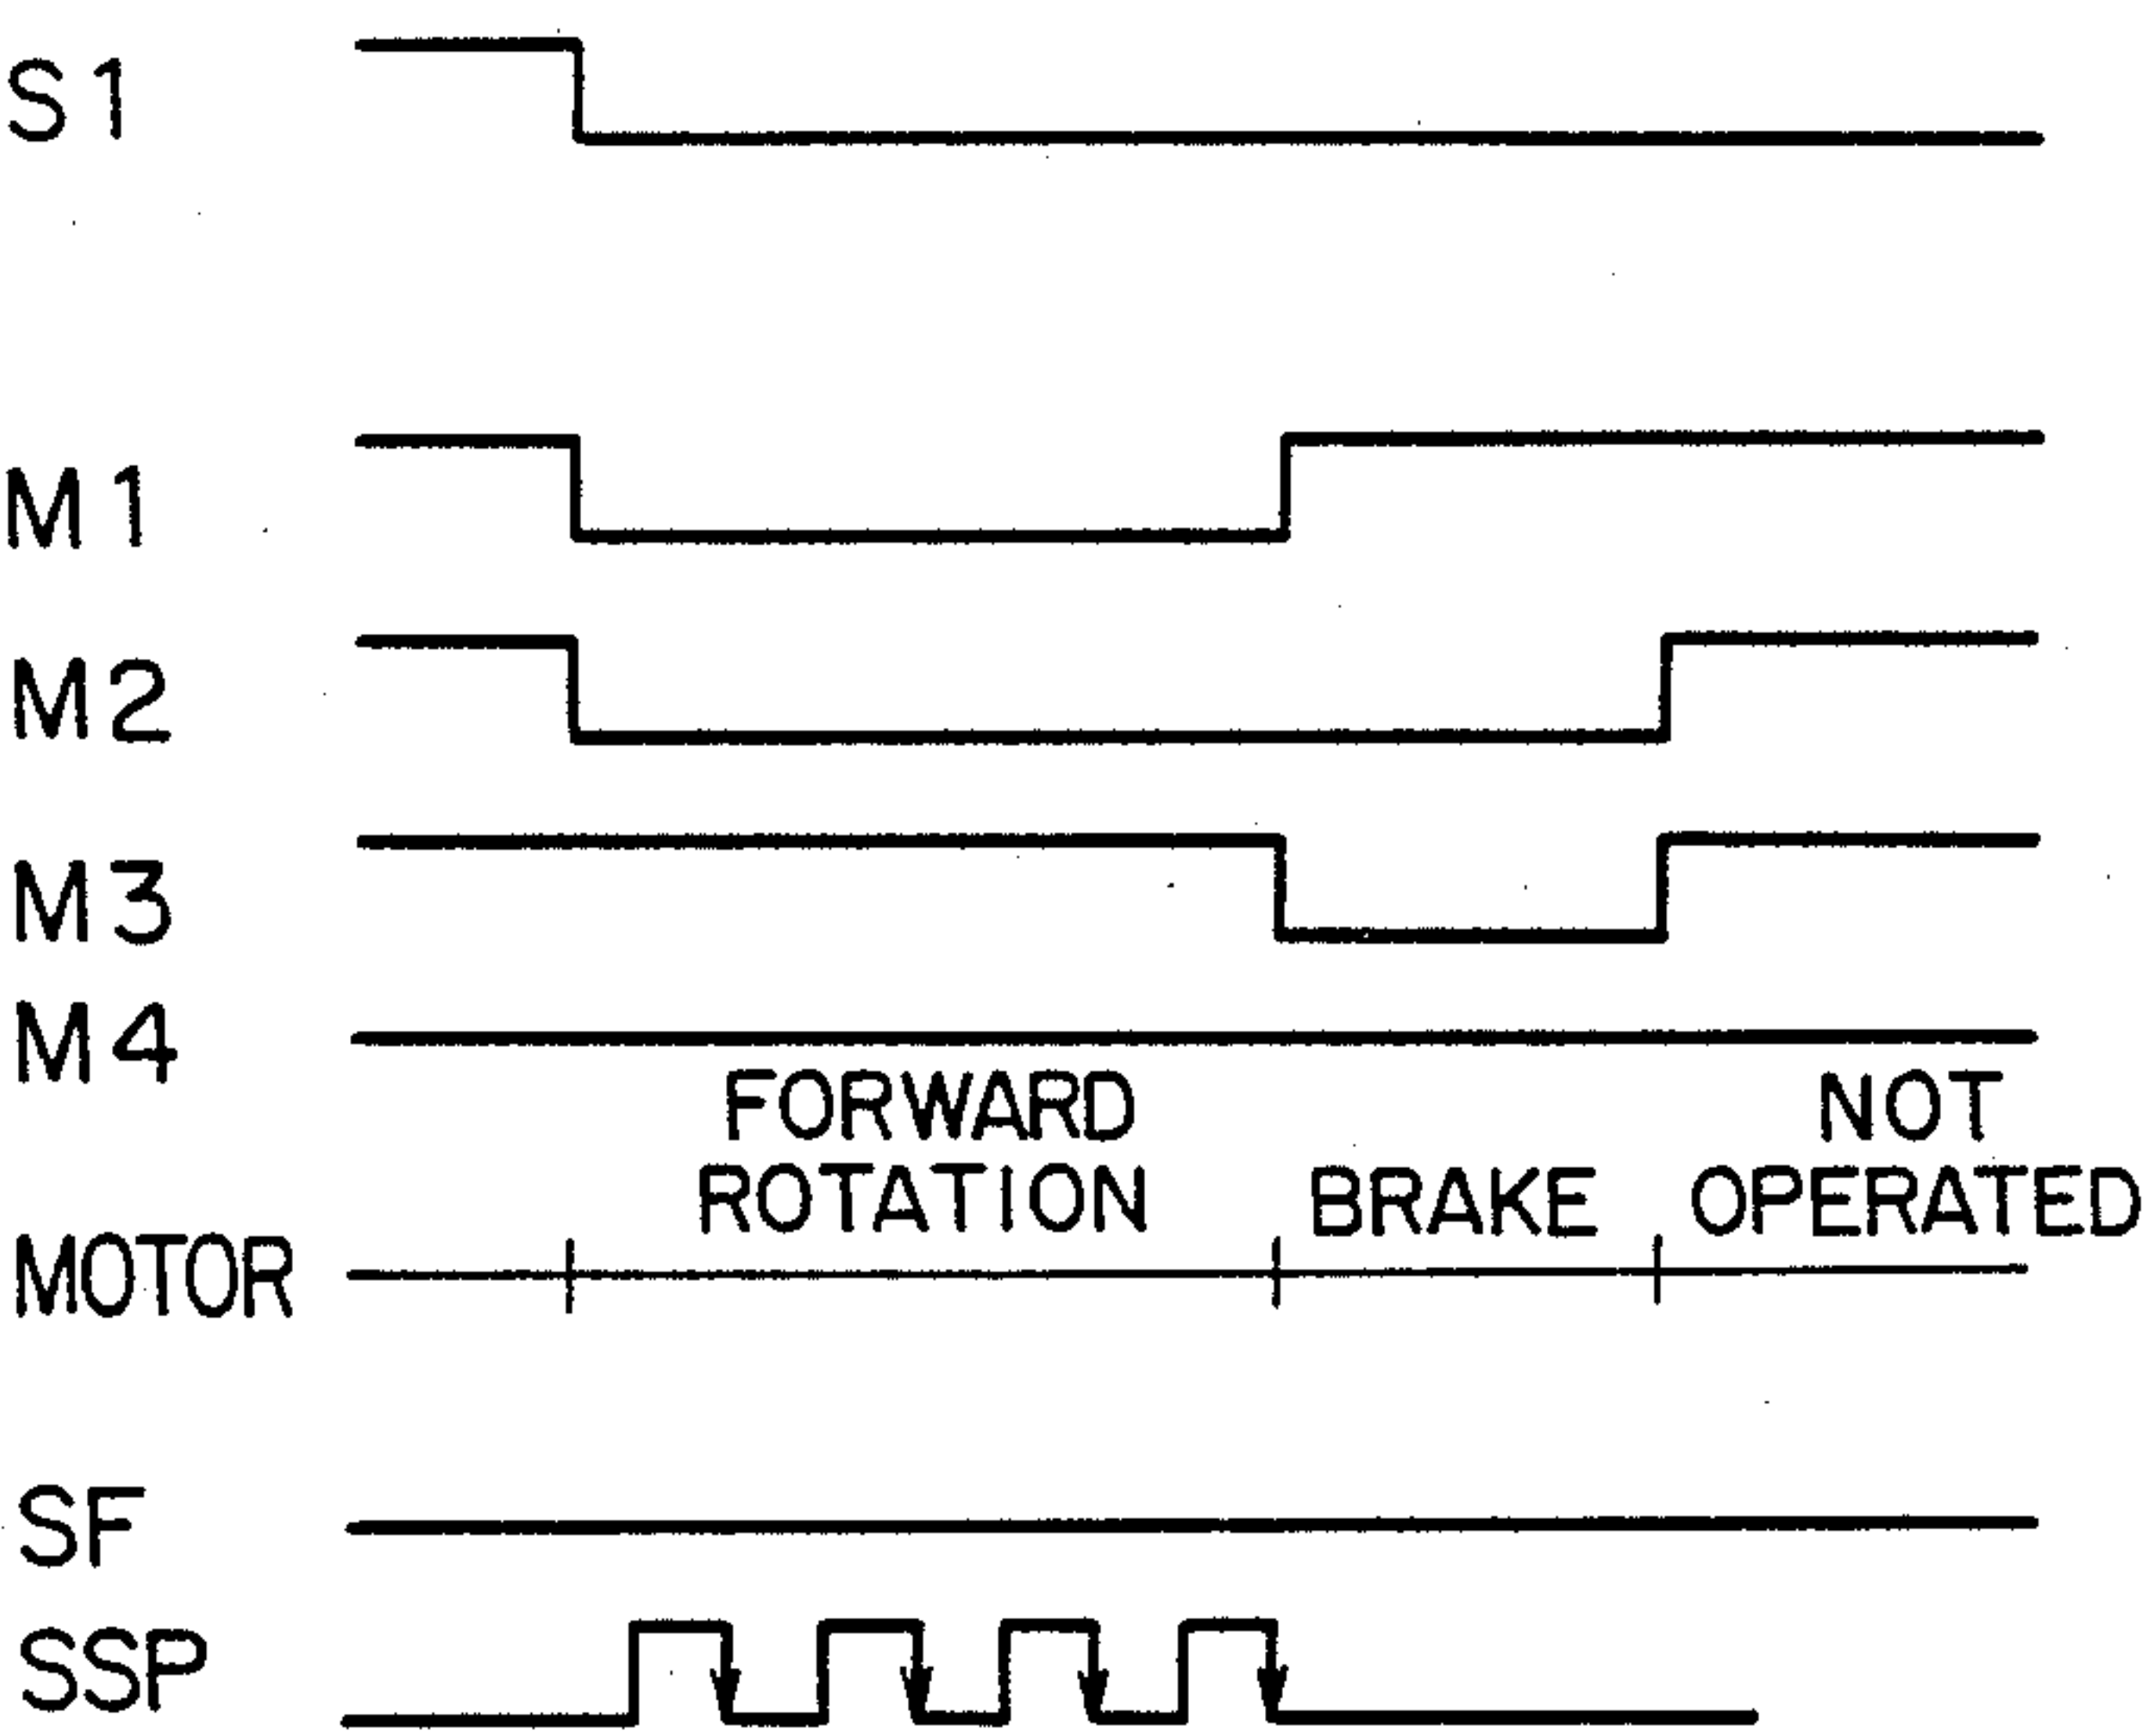 S1
M1
M2
M3
M4
FORWARD
ROTATION
BRAKE
NOT
OPERATED
MOTOR
SF
SSP